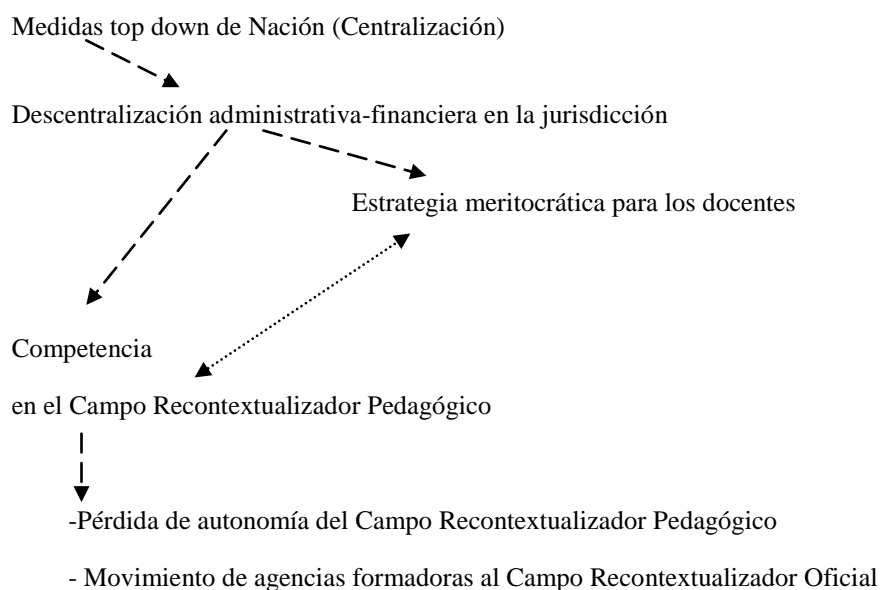 Medidas top down de Nación (Centralización)
Descentralización administrativa-financiera en la jurisdicción
Estrategia meritocrática para los docentes
Competencia
en el Campo Recontextualizador Pedagógico
-Pérdida de autonomía del Campo Recontextualizador Pedagógico
- Movimiento de agencias formadoras al Campo Recontextualizador Oficial